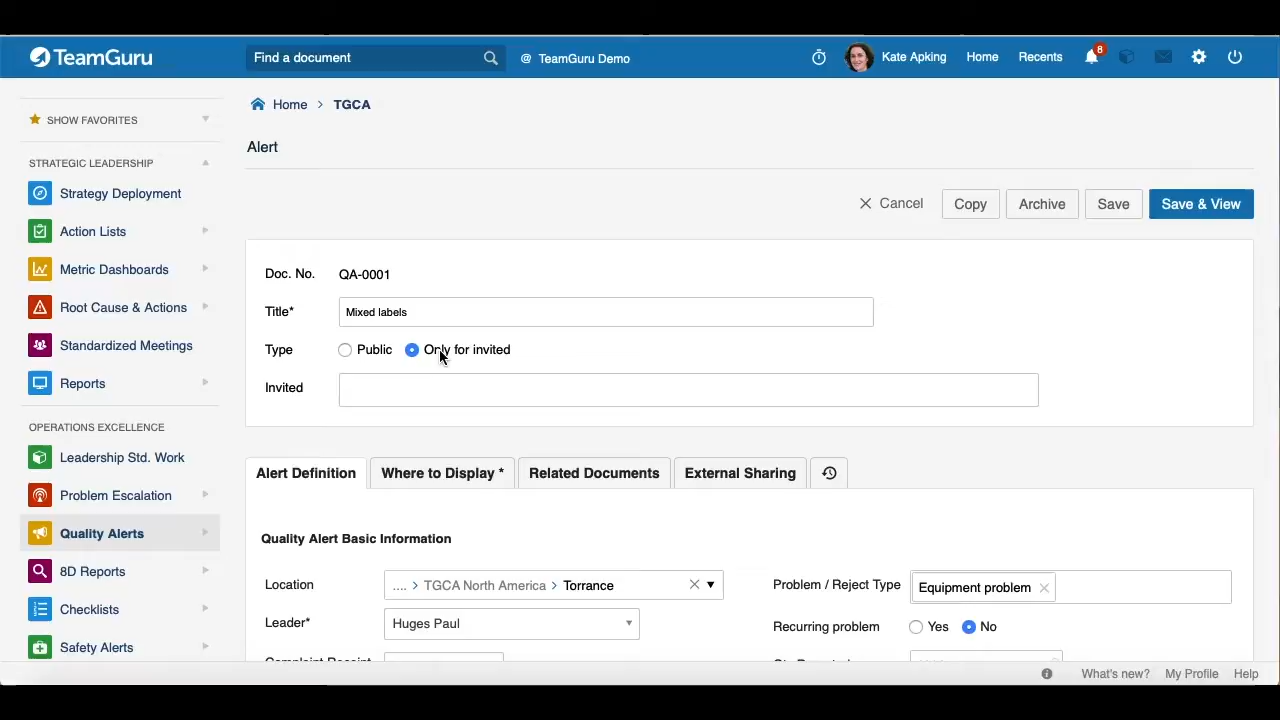 TeamGuru
Find a document
@ TeamGuru Demo
Kate Apking
Home
Recents
8
SHOW FAVORITES
STRATEGIC LEADERSHIP
Strategy Deployment
Action Lists
Metric Dashboards
Root Cause & Actions
Standardized Meetings
Reports
OPERATIONS EXCELLENCE
Leadership Std. Work
Problem Escalation
Quality Alerts
8D Reports
Checklists
Safety Alerts
Home > TGCA
Alert
Cancel
Copy
Archive
Save
Save & View
Doc. No. QA-0001
Title* Mixed labels
Type Public Only for invited
Invited
Alert Definition
Where to Display *
Related Documents
External Sharing
Quality Alert Basic Information
Location .... > TGCA North America > Torrance
Problem / Reject Type Equipment problem
Leader* Huges Paul
Recurring problem Yes No
Complaint Receipt
What's new? My Profile Help